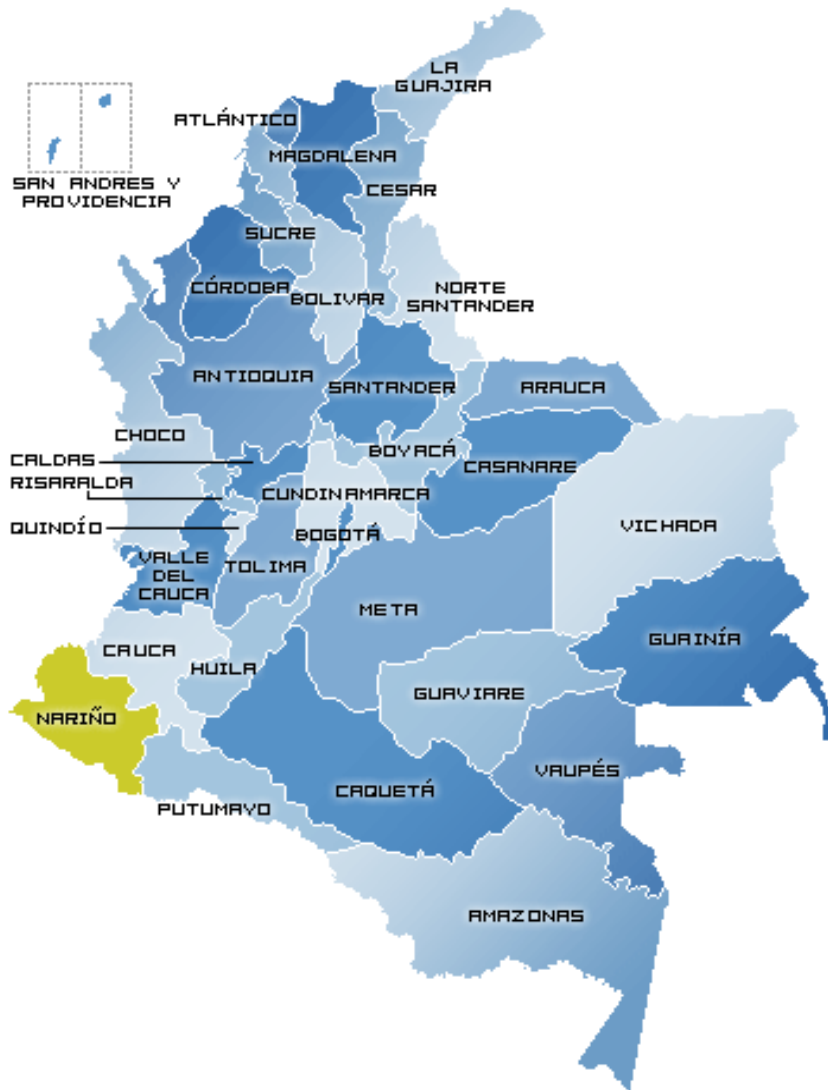 LA
GUAJIRA
ATLÁNTICO
MAGDALENA
CESAR
SAN ANDRES Y
PROVIDENCIA
SUCRE
CÓRDOBA
BOLIVAR
NORTE
SANTANDER
ANTIOQUIA
SANTANDER
ARAUCA
CHOCO
BOYACÁ
CALDAS
CASANARE
RISARALDA
CUNDINAMARCA
QUINDÍO
BOGOTÁ
VICHADA
VALLE
DEL
CAUCA
TOLIMA
META
CAUCA
HUILA
GUAINÍA
GUAVIARE
NARIÑO
VAUPÉS
CAQUETÁ
PUTUMAYO
AMAZONAS